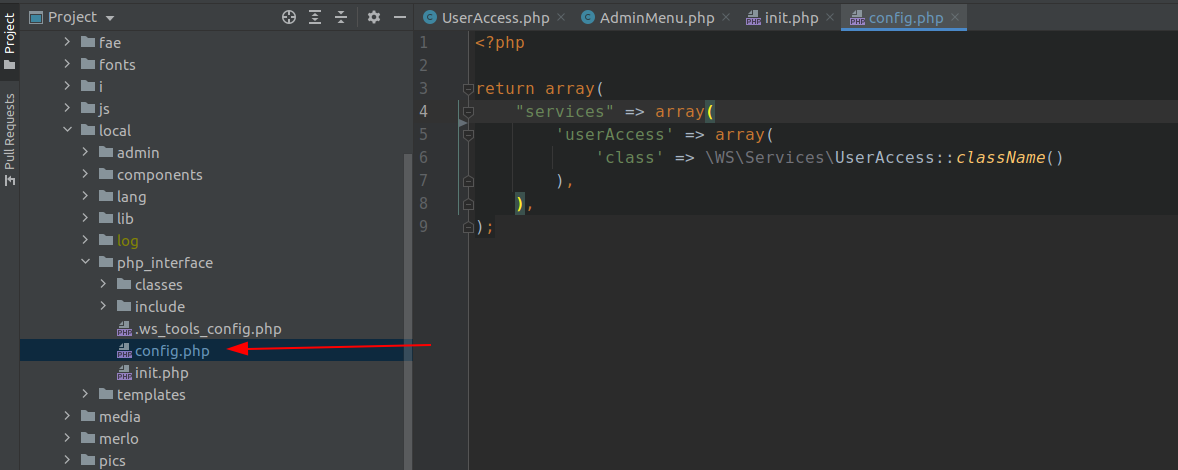 Project
Pull Requests
Project
fae
fonts
i
js
local
admin
components
lang
lib
log
php_interface
classes
include
.ws_tools_config.php
config.php
init.php
templates
media
merlo
pics
UserAccess.php
AdminMenu.php
init.php
config.php
1 <?php
2
3 return array(
4 "services" => array(
5 'userAccess' => array(
6 'class' => \WS\Services\UserAccess::className()
7 ),
8 ),
9 );